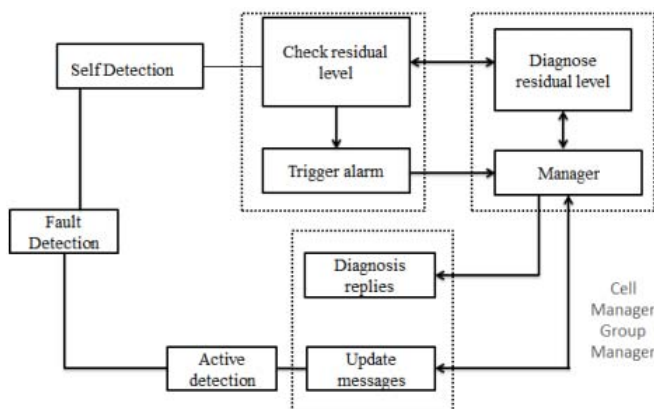 Self Detection
Check residual
level
Diagnose
residual level
Trigger alarm
Manager
Fault
Detection
Diagnosis
replies
Cell
Manager
Group
Manager
Active
detection
Update
messages